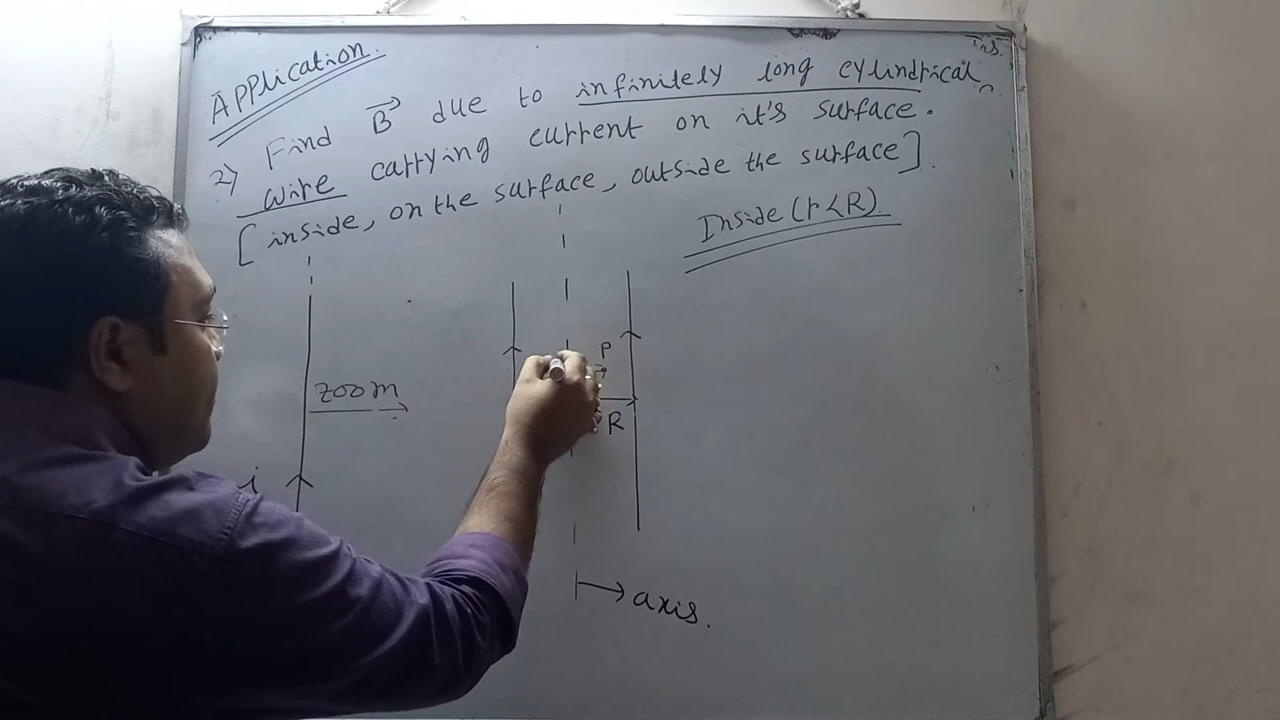 Application.
2) Find B due to infinitely long cylindrical
wire carrying current on it's surface.
[inside, on the surface, outside the surface].
Inside (r<R)
zoom
P
R
i
axis.